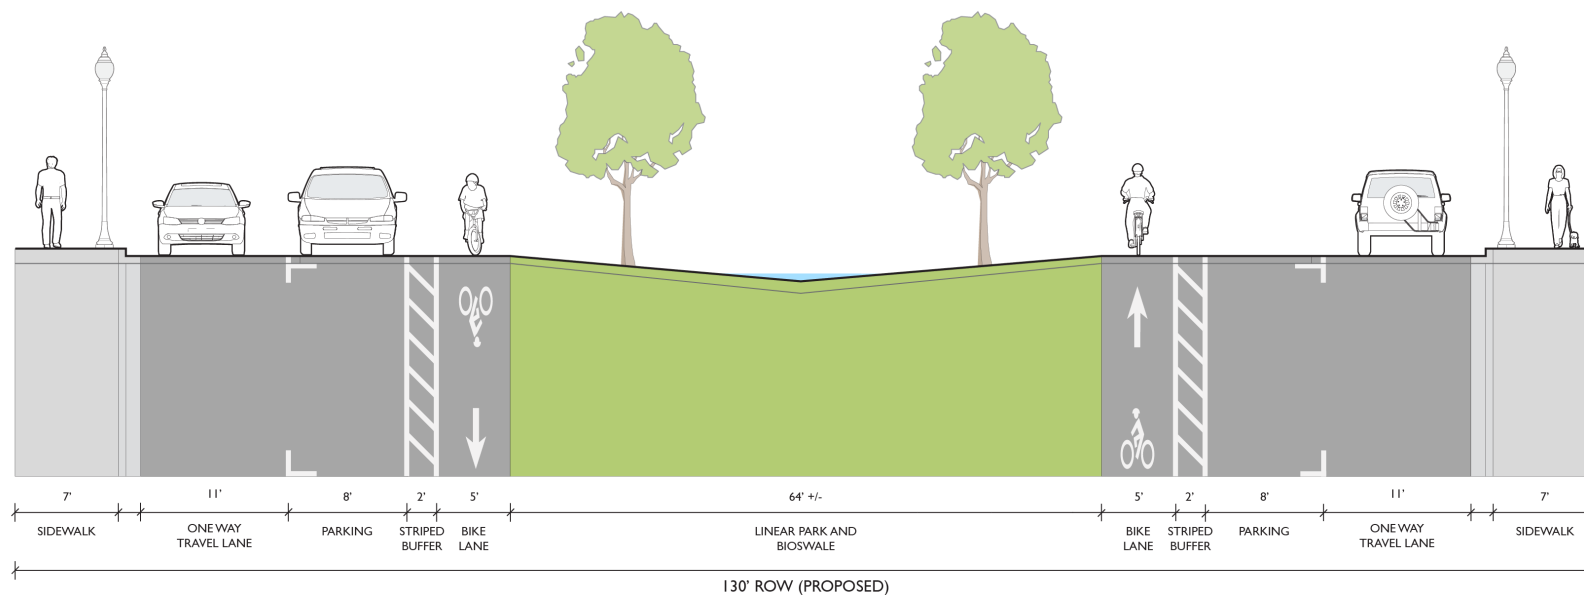 7'
11'
8'
2'
5'
64' +/-
5'
2'
8'
11'
7'
SIDEWALK
ONE WAY
TRAVEL LANE
PARKING
STRIPED
BUFFER
BIKE
LANE
LINEAR PARK AND
BIOSWALE
BIKE
LANE
STRIPED
BUFFER
PARKING
ONE WAY
TRAVEL LANE
SIDEWALK
130' ROW (PROPOSED)